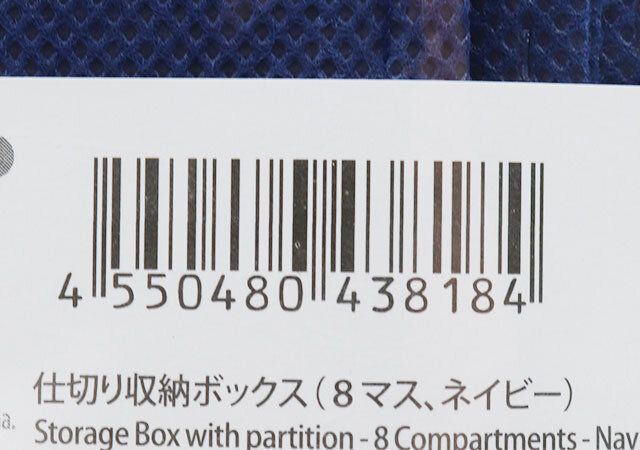 4 550480 438184
仕切り収納ボックス(8マス、ネイビー)
a.
Storage Box with partition - 8 Compartments - Nav